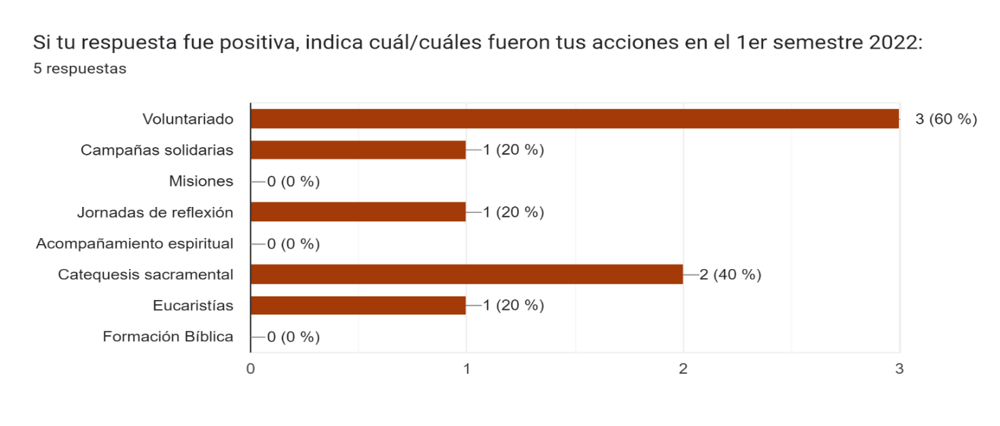 Si tu respuesta fue positiva, indica cuál/cuáles fueron tus acciones en el 1er semestre 2022:
5 respuestas
Voluntariado 3 (60 %)
Campañas solidarias 1 (20 %)
Misiones 0 (0 %)
Jornadas de reflexión 1 (20 %)
Acompañamiento espiritual 0 (0 %)
Catequesis sacramental 2 (40 %)
Eucaristías 1 (20 %)
Formación Bíblica 0 (0 %)
0 1 2 3